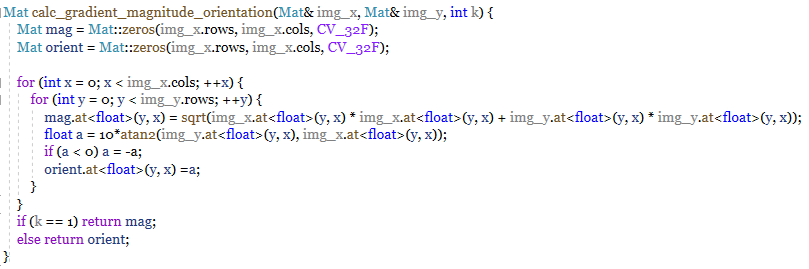 Mat calc_gradient_magnitude_orientation(Mat& img_x, Mat& img_y, int k) {
Mat mag = Mat::zeros(img_x.rows, img_x.cols, CV_32F);
Mat orient = Mat::zeros(img_x.rows, img_x.cols, CV_32F);
for (int x = 0; x < img_x.cols; ++x) {
for (int y = 0; y < img_y.rows; ++y) {
mag.at<float>(y, x) = sqrt(img_x.at<float>(y, x) * img_x.at<float>(y, x) + img_y.at<float>(y, x) * img_y.at<float>(y, x));
float a = 10*atan2(img_y.at<float>(y, x), img_x.at<float>(y, x));
if (a < 0) a = -a;
orient.at<float>(y, x) =a;
}
}
if (k == 1) return mag;
else return orient;
}